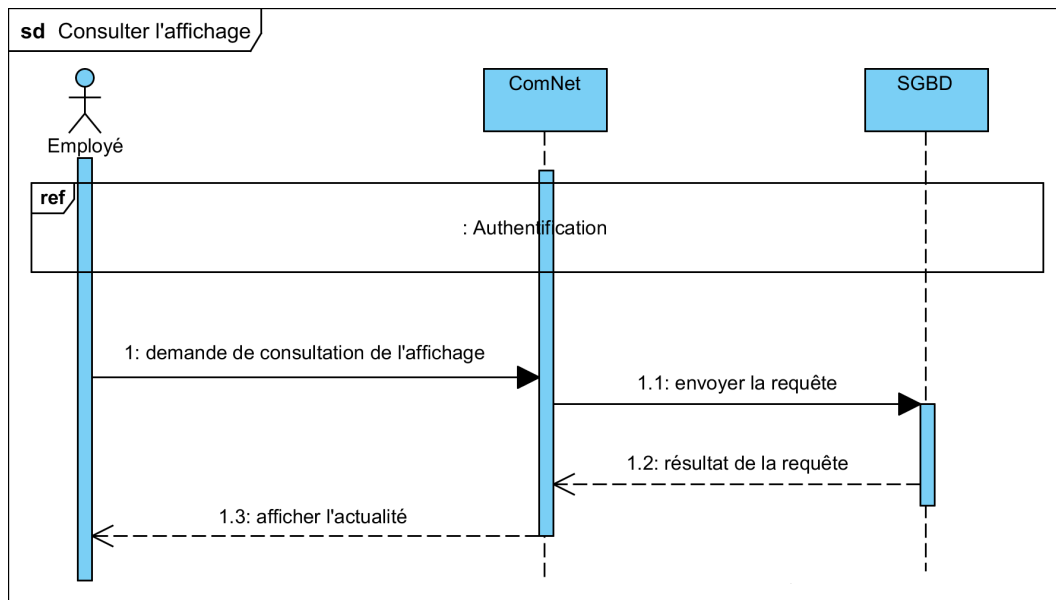 sd Consulter l'affichage
ComNet
SGBD
Employé
ref
: Authentification
1: demande de consultation de l'affichage
1.1: envoyer la requête
1.2: résultat de la requête
1.3: afficher l'actualité